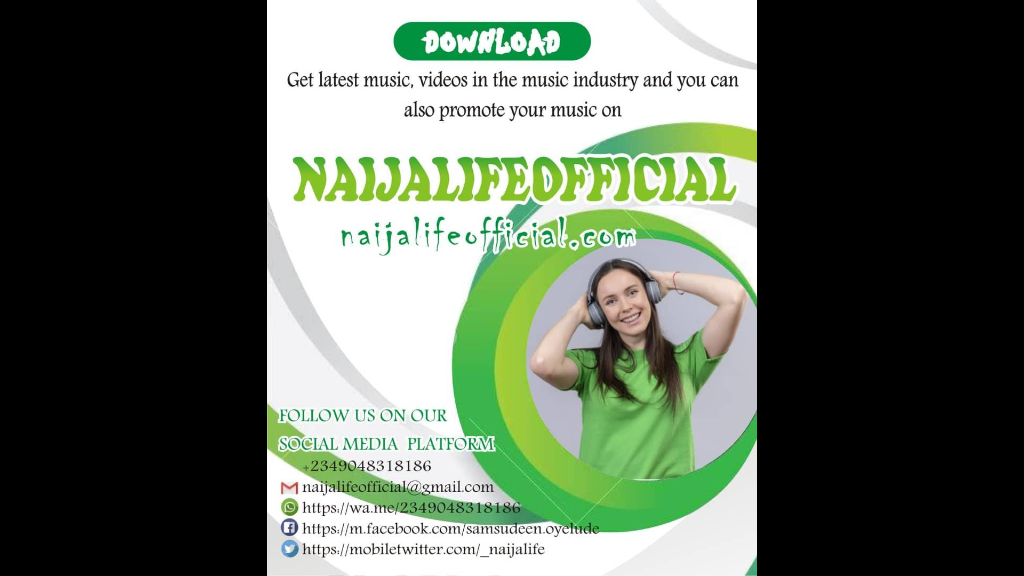 DOWNLOAD
Get latest music, videos in the music industry and you can
also promote your music on
NAIJALIFEOFFICIAL
naijalifeofficial.com
FOLLOW US ON OUR
SOCIAL MEDIA PLATFORM
+2349048318186
naijalifeofficial@gmail.com
https://wa.me/2349048318186
https://m.facebook.com/samsudeen.oyelude
https://mobiletwitter.com/_naijalife